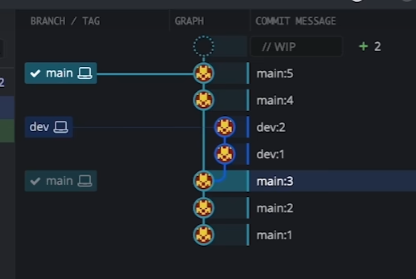 BRANCH / TAG GRAPH COMMIT MESSAGE
// WIP + 2
✓ main main:5
main:4
2
dev dev:2
dev:1
✓ main main:3
main:2
main:1